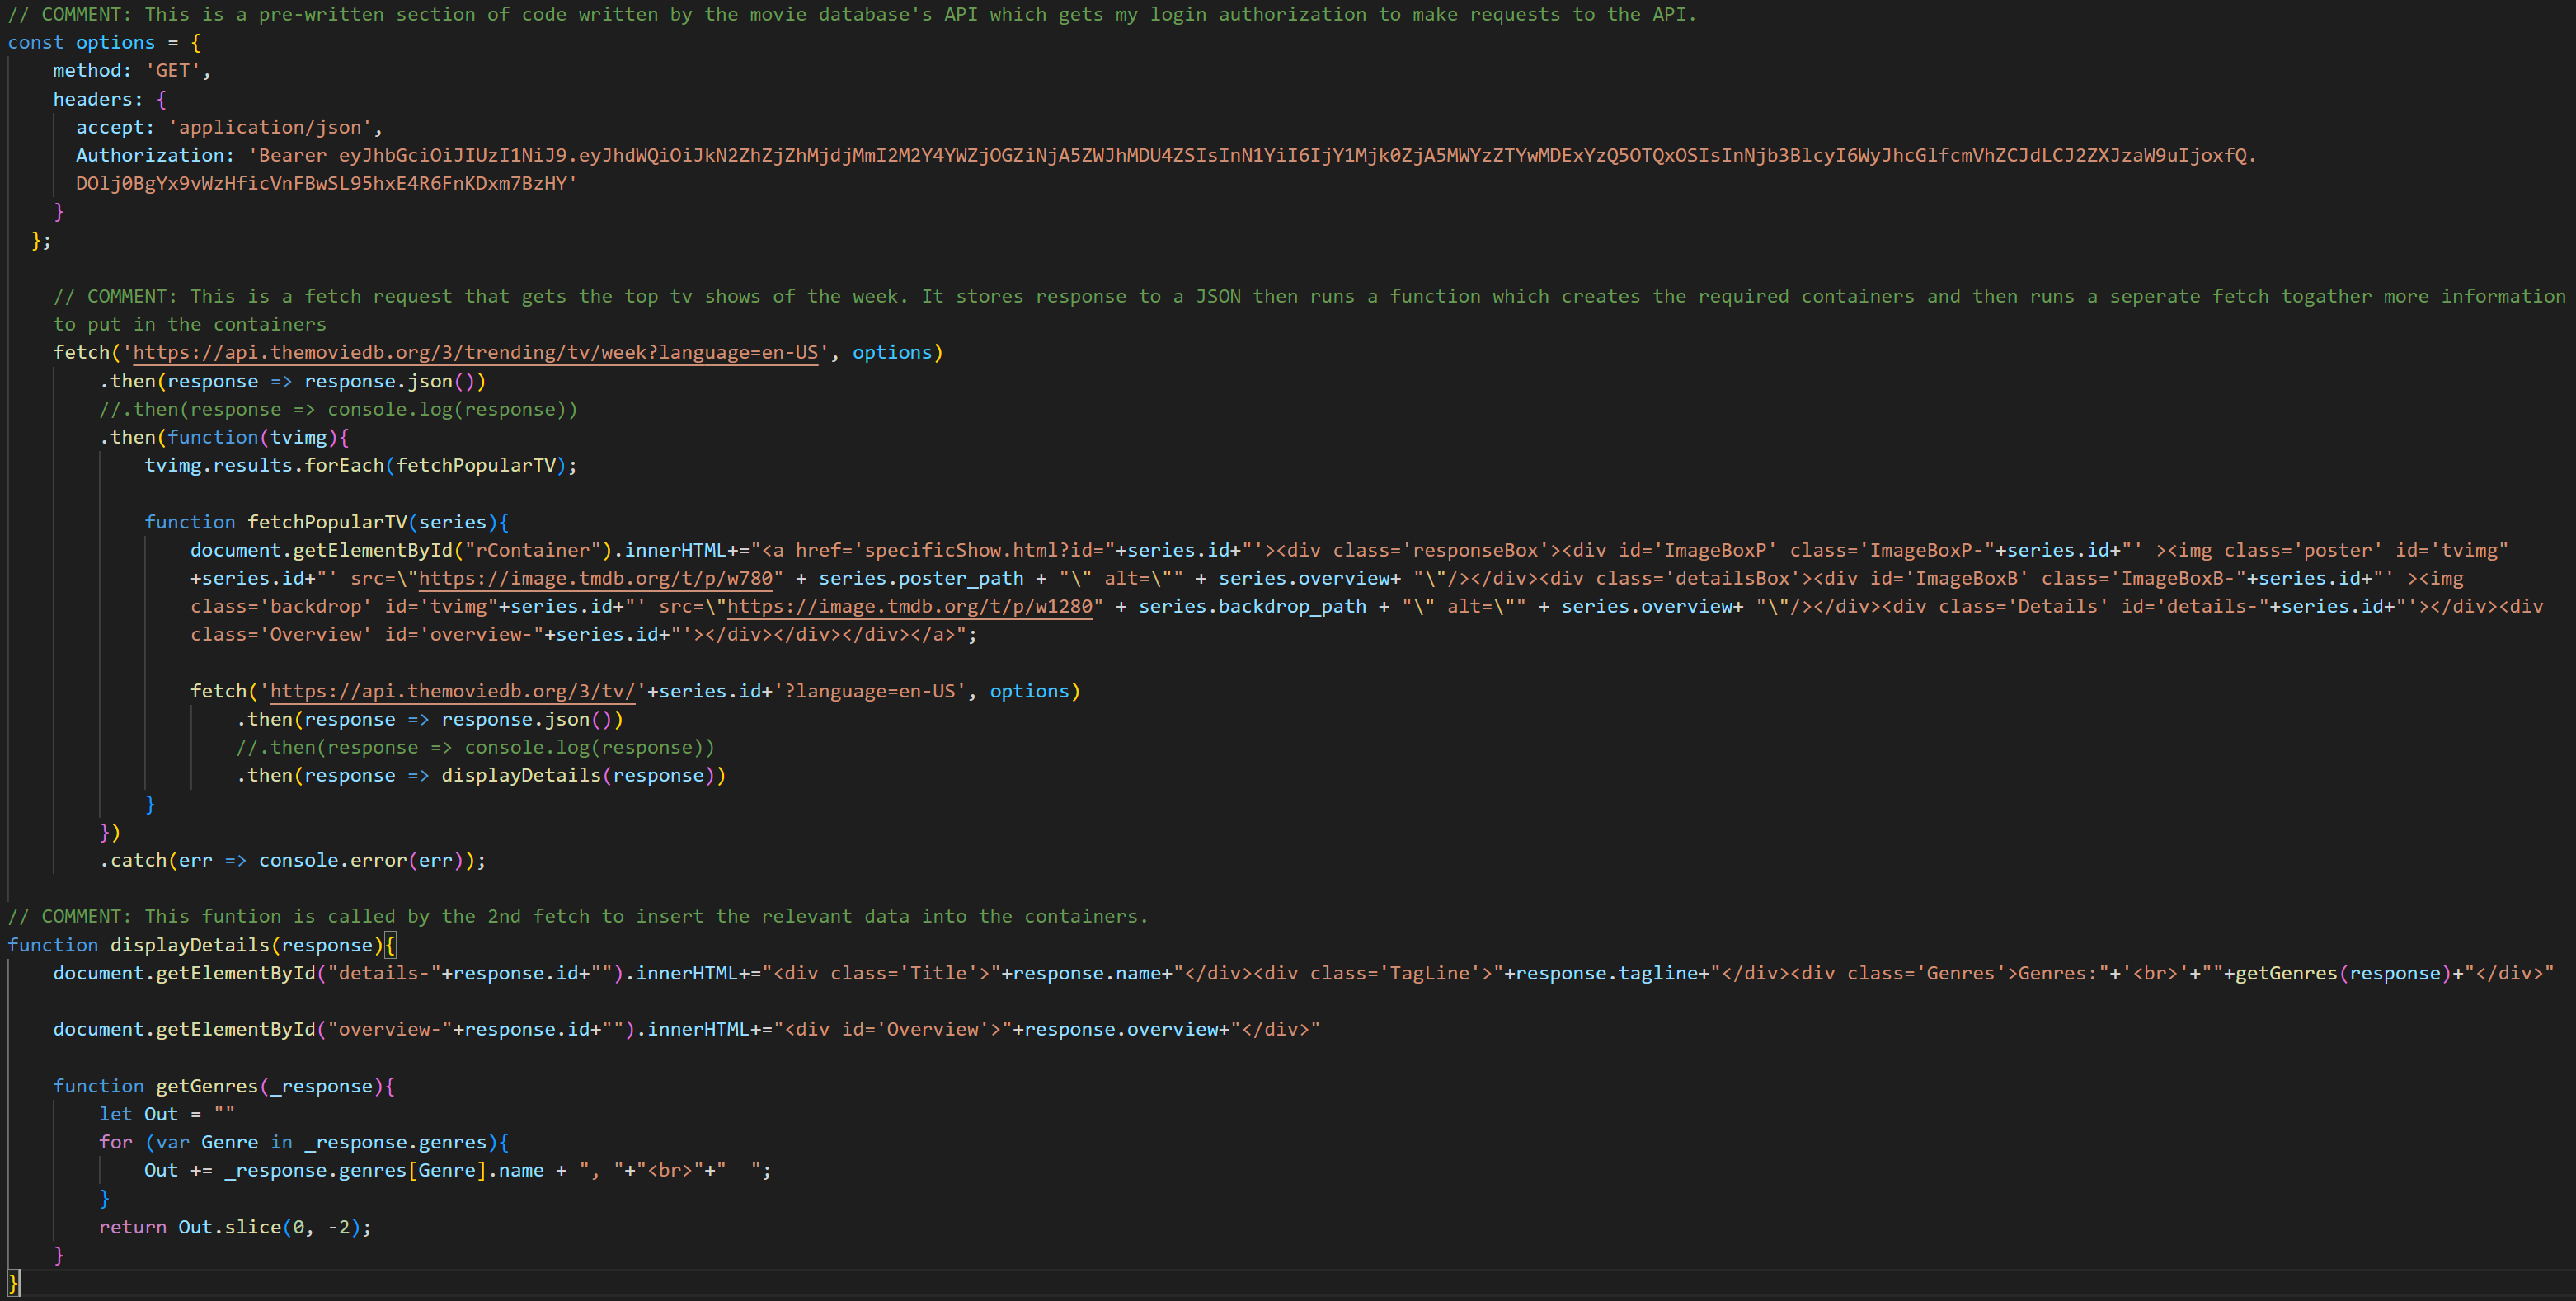 // COMMENT: This is a pre-written section of code written by the movie database's API which gets my login authorization to make requests to the API.
const options = {
method: 'GET',
headers: {
accept: 'application/json',
Authorization: 'Bearer eyJhbGciOiJIUzI1NiJ9.eyJhdWQiOiJkN2ZhZjZhMjdjMmI2M2Y4YWZjOGZiNjA5ZWJhMDU4ZSIsInN1YiI6IjY1Mjk0ZjA5MWYzZTYwMDExYzQ5OTQxOSIsInNjb3BlcyI6WyJhcGlfcmVhZCJdLCJ2ZXJzaW9uIjoxfQ.
DOlj0BgYx9vWzHficVnFBwSL95hxE4R6FnKDxm7BzHY'
}
};
// COMMENT: This is a fetch request that gets the top tv shows of the week. It stores response to a JSON then runs a function which creates the required containers and then runs a seperate fetch togather more information
to put in the containers
fetch('https://api.themoviedb.org/3/trending/tv/week?language=en-US', options)
.then(response => response.json())
//.then(response => console.log(response))
.then(function(tvimg){
tvimg.results.forEach(fetchPopularTV);
function fetchPopularTV(series){
document.getElementById("rContainer").innerHTML+="<a href='specificShow.html?id="+series.id+"'><div class='responseBox'><div id='ImageBoxP' class='ImageBoxP-"+series.id+"' ><img class='poster' id='tvimg"
+series.id+"' src=\"https://image.tmdb.org/t/p/w780" + series.poster_path + "\" alt=\"" + series.overview+ "\"/></div><div class='detailsBox'><div id='ImageBoxB' class='ImageBoxB-"+series.id+"' ><img
class='backdrop' id='tvimg"+series.id+"' src=\"https://image.tmdb.org/t/p/w1280" + series.backdrop_path + "\" alt=\"" + series.overview+ "\"/></div><div class='Details' id='details-"+series.id+"'></div><div
class='Overview' id='overview-"+series.id+"'></div></div></div></a>";
fetch('https://api.themoviedb.org/3/tv/'+series.id+'?language=en-US', options)
.then(response => response.json())
//.then(response => console.log(response))
.then(response => displayDetails(response))
}
})
.catch(err => console.error(err));
// COMMENT: This funtion is called by the 2nd fetch to insert the relevant data into the containers.
function displayDetails(response){
document.getElementById("details-"+response.id+"").innerHTML+="<div class='Title'>"+response.name+"</div><div class='TagLine'>"+response.tagline+"</div><div class='Genres'>Genres:"+'<br>'+""+getGenres(response)+"</div>"
document.getElementById("overview-"+response.id+"").innerHTML+="<div id='Overview'>"+response.overview+"</div>"
function getGenres(_response){
let Out = ""
for (var Genre in _response.genres){
Out += _response.genres[Genre].name + ", "+"<br>"+"  ";
}
return Out.slice(0, -2);
}
}